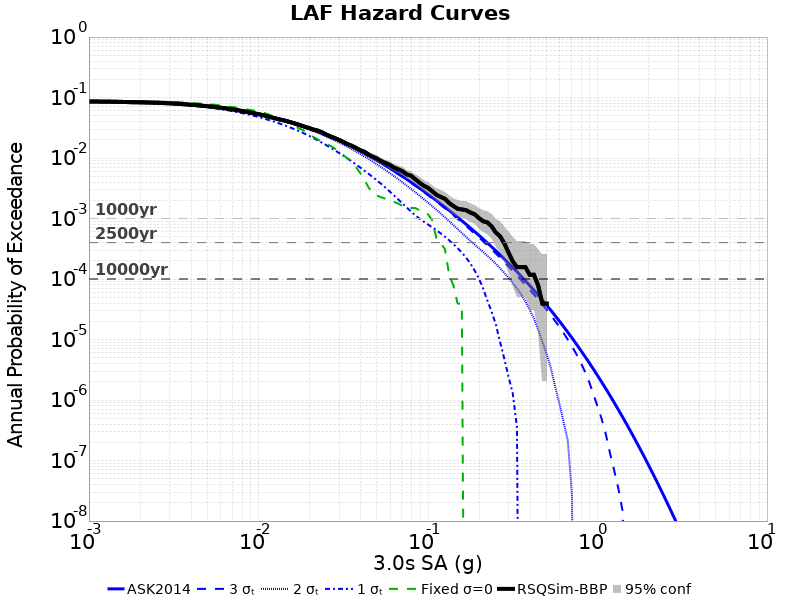 LAF Hazard Curves
Annual Probability of Exceedance
10^0
10^-1
10^-2
10^-3
10^-4
10^-5
10^-6
10^-7
10^-8
1000yr
2500yr
10000yr
10^-3 10^-2 10^-1 10^0 10^1
3.0s SA (g)
ASK2014 3 σₜ 2 σₜ 1 σₜ Fixed σ=0 RSQSim-BBP 95% conf